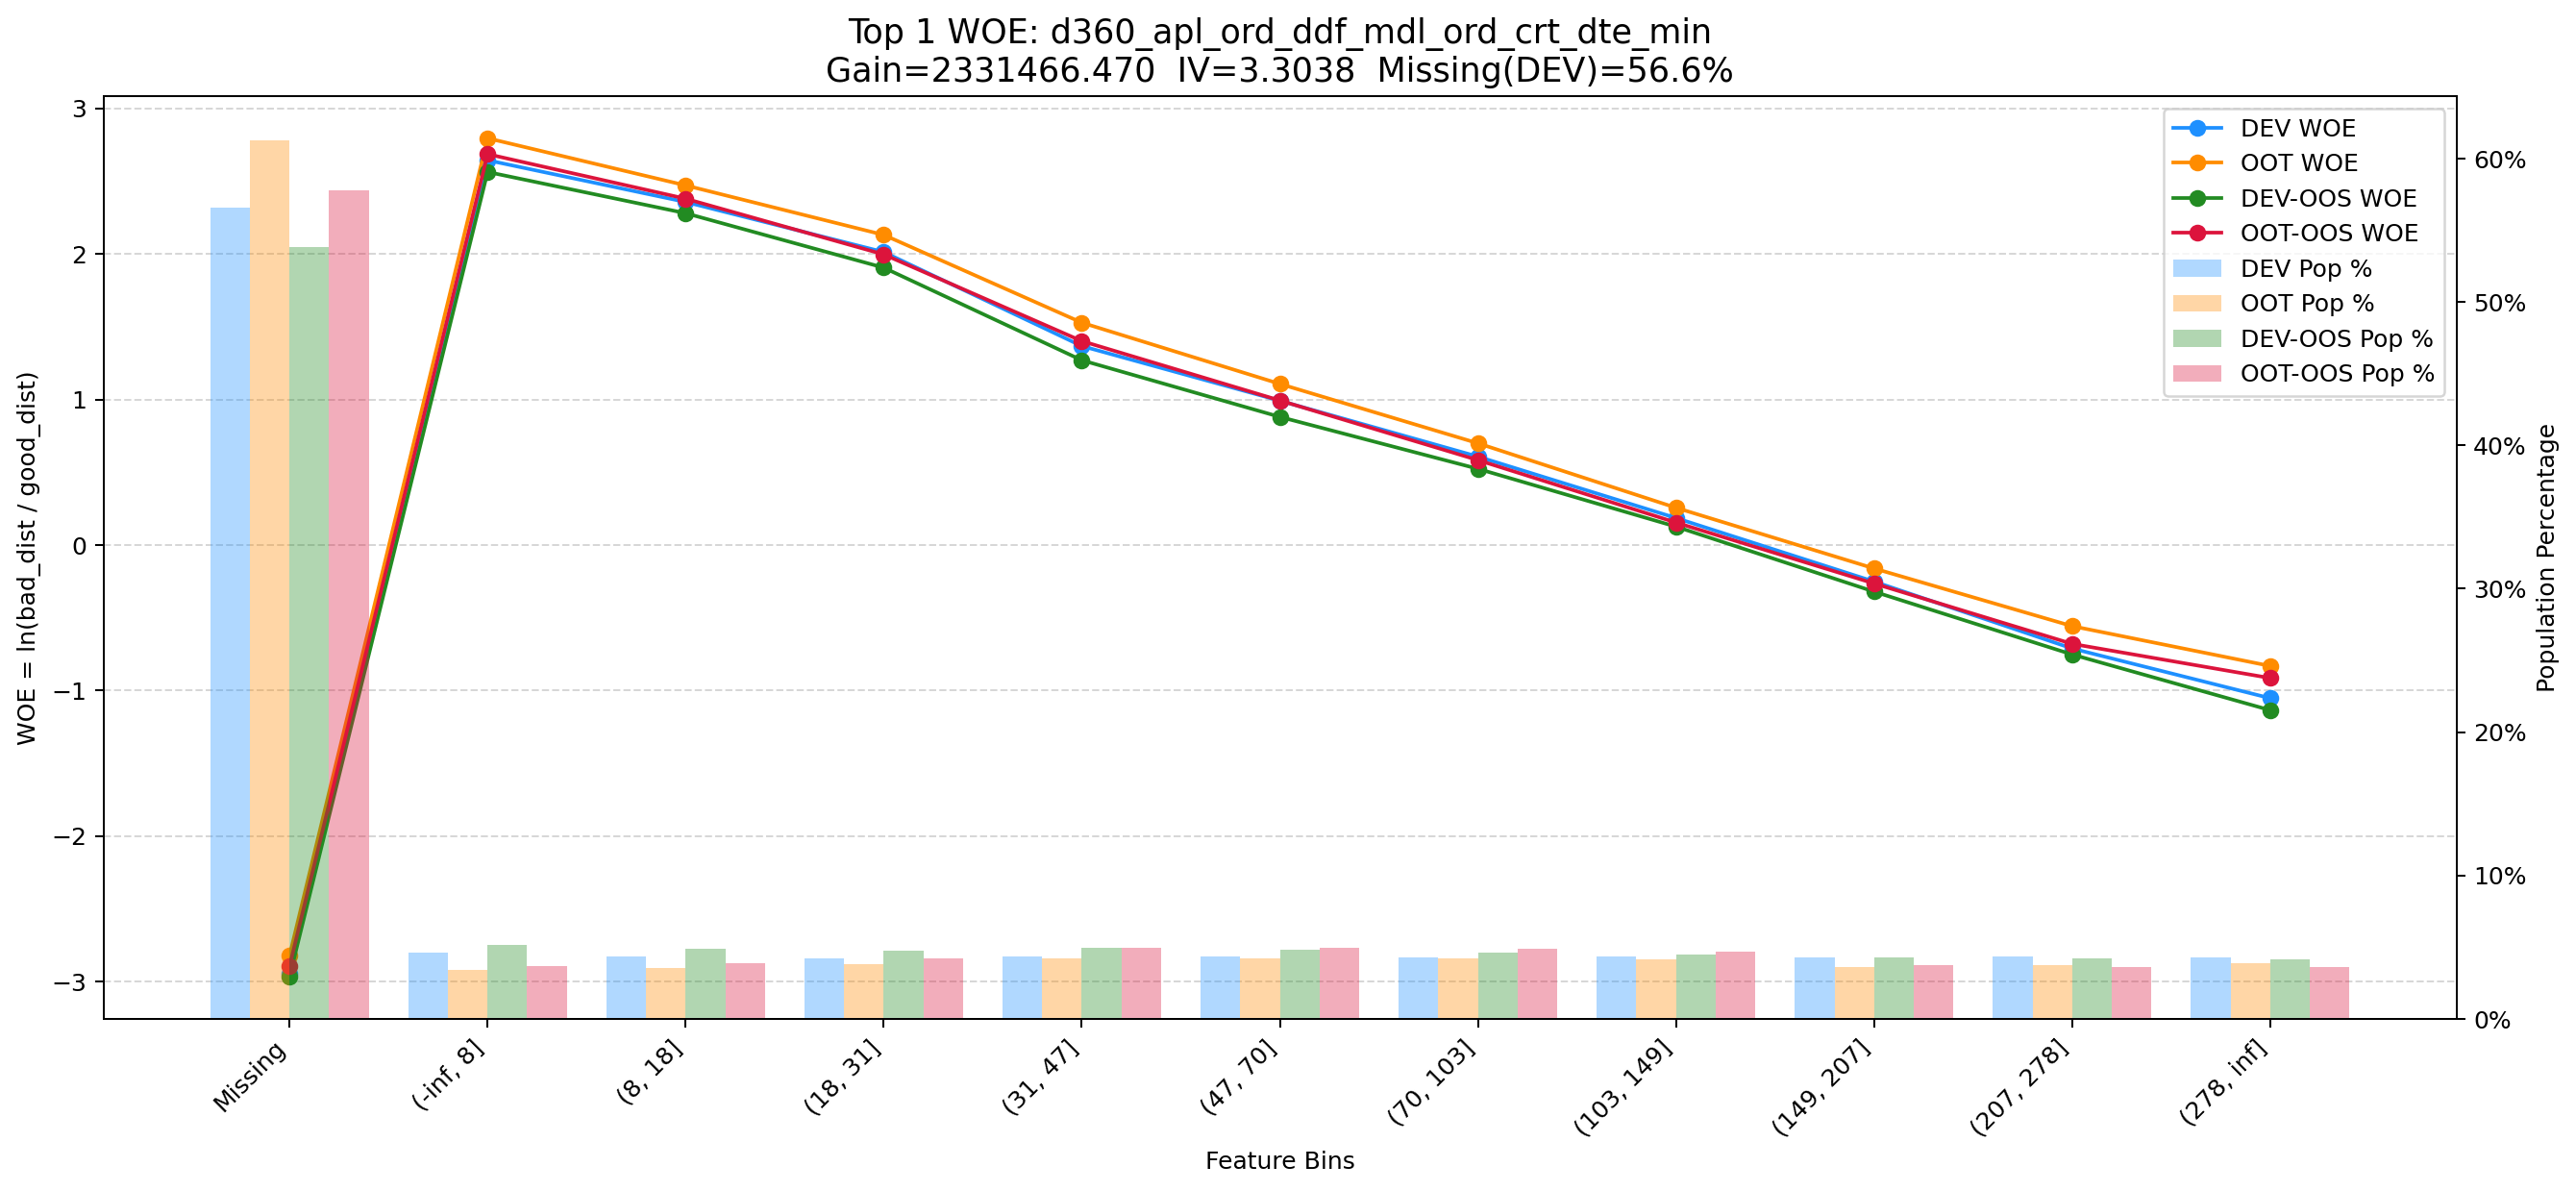 Top 1 WOE: d360_apl_ord_ddf_mdl_ord_crt_dte_min
Gain=2331466.470  IV=3.3038  Missing(DEV)=56.6%
WOE = ln(bad_dist / good_dist)
3
2
1
0
−1
−2
−3
DEV WOE
OOT WOE
DEV-OOS WOE
OOT-OOS WOE
DEV Pop %
OOT Pop %
DEV-OOS Pop %
OOT-OOS Pop %
60%
50%
40%
30%
20%
10%
0%
Population Percentage
Missing
(-inf, 8]
(8, 18]
(18, 31]
(31, 47]
(47, 70]
(70, 103]
(103, 149]
(149, 207]
(207, 278]
(278, inf]
Feature Bins